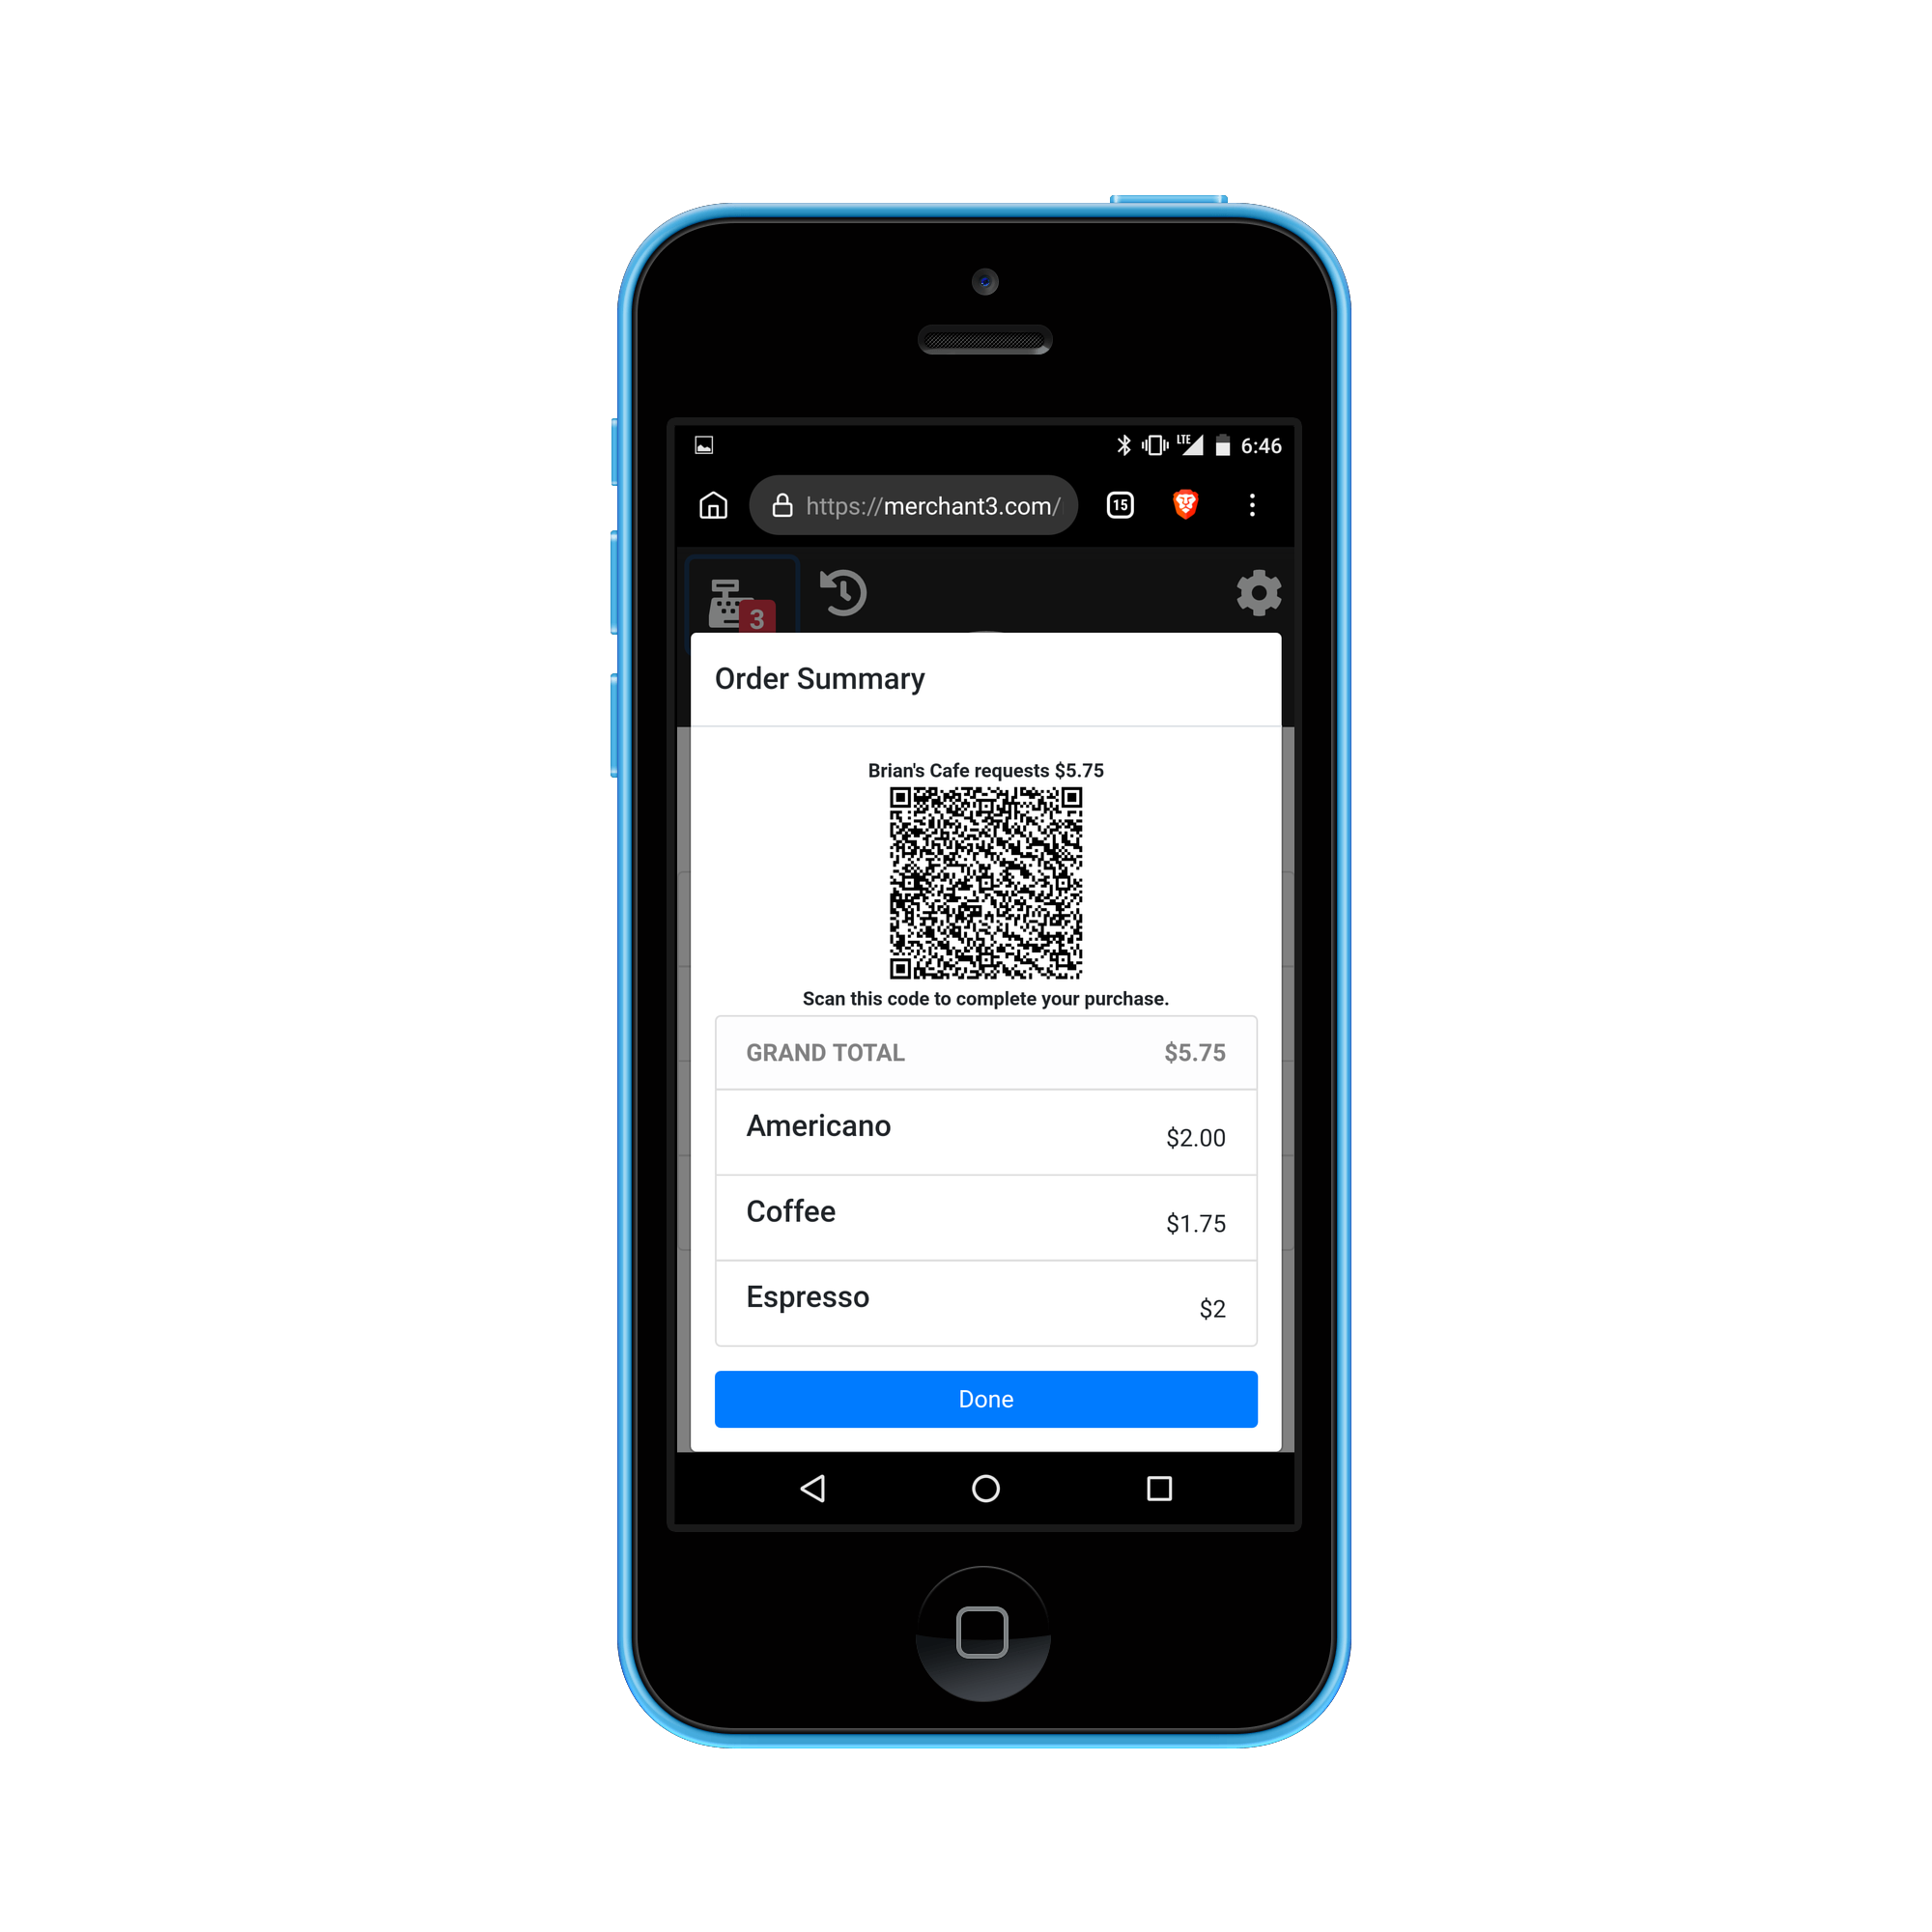 LTE 6:46
https://merchant3.com/ 15
3
Order Summary
Brian's Cafe requests $5.75
Scan this code to complete your purchase.
GRAND TOTAL $5.75
Americano $2.00
Coffee $1.75
Espresso $2
Done